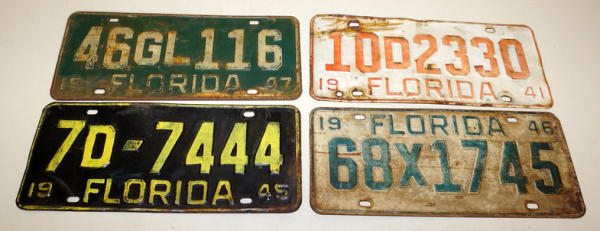 46GL116
19 FLORIDA 47
10D2330
19 FLORIDA 41
7D-7444
19 FLORIDA 45
19 FLORIDA 46
68X1745